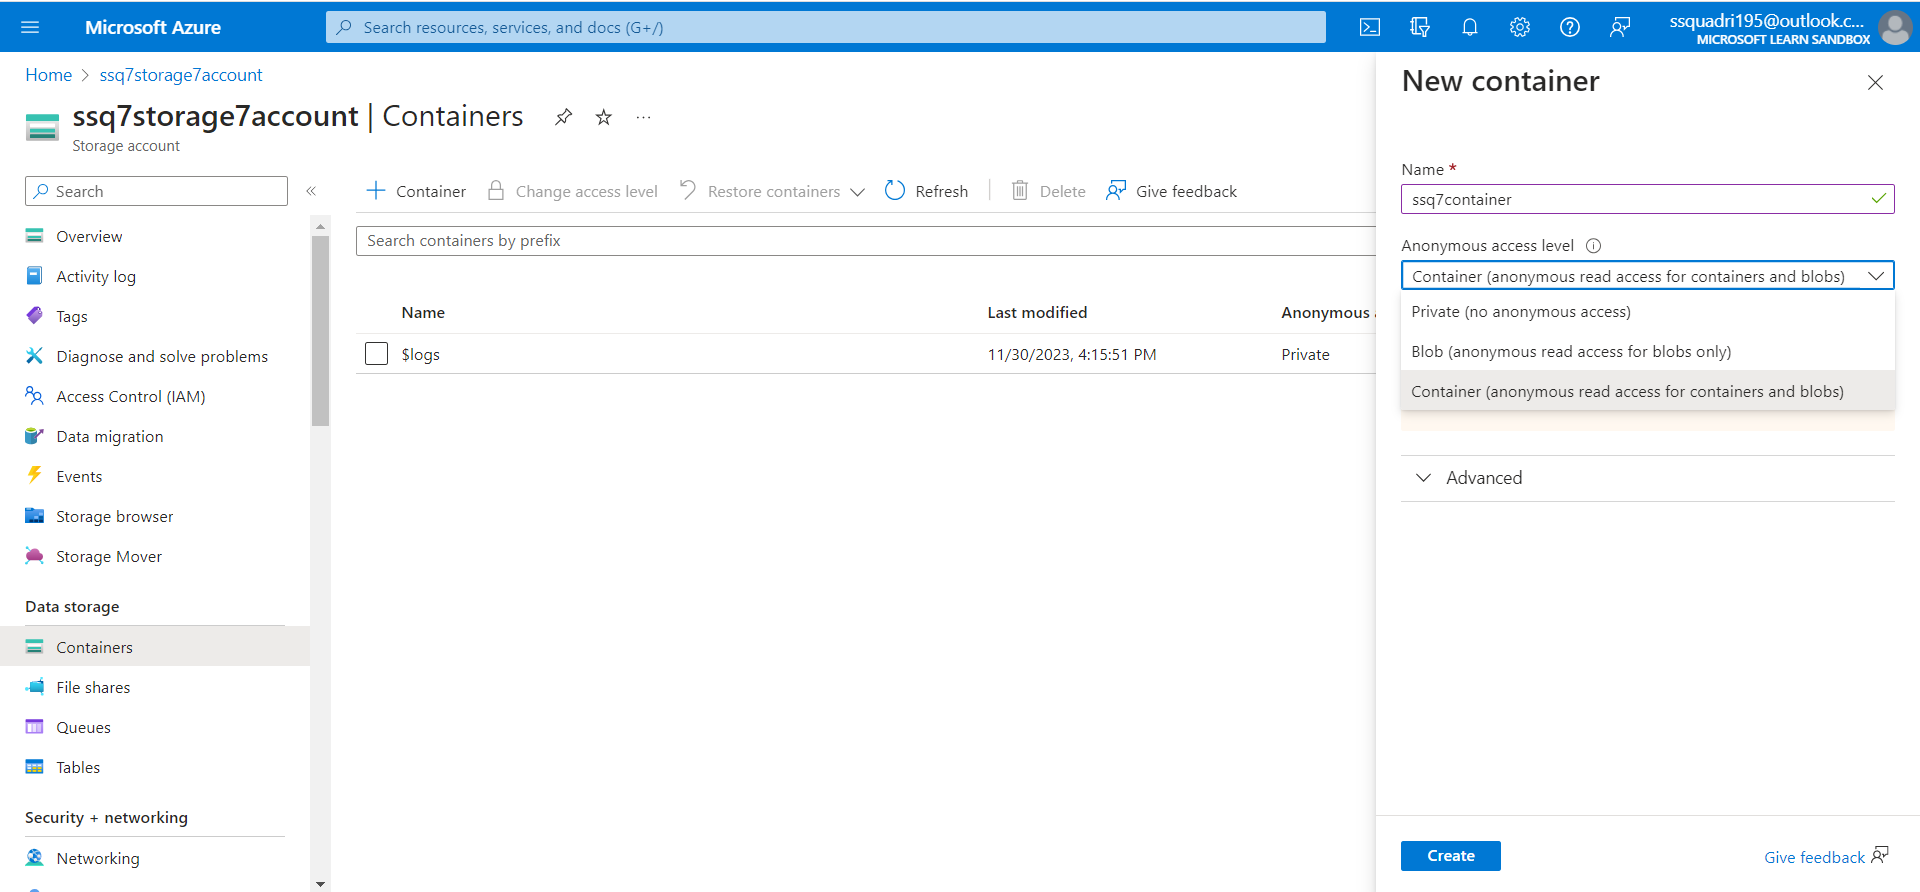 Microsoft Azure
Search resources, services, and docs (G+/)
ssquadri195@outlook.c...
MICROSOFT LEARN SANDBOX
Home > ssq7storage7account
ssq7storage7account | Containers
Storage account
Search
Overview
Activity log
Tags
Diagnose and solve problems
Access Control (IAM)
Data migration
Events
Storage browser
Storage Mover
Data storage
Containers
File shares
Queues
Tables
Security + networking
Networking
Container Change access level Restore containers Refresh Delete Give feedback
Search containers by prefix
Name Last modified Anonymous
$logs 11/30/2023, 4:15:51 PM Private
New container
Name *
ssq7container
Anonymous access level
Container (anonymous read access for containers and blobs)
Private (no anonymous access)
Blob (anonymous read access for blobs only)
Container (anonymous read access for containers and blobs)
Advanced
Create
Give feedback